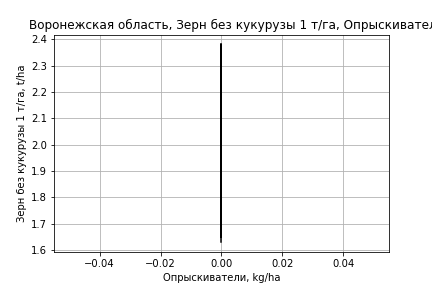 Воронежская область, Зерн без кукурузы 1 т/га, Опрыскивател
2.4
2.3
2.2
2.1
2.0
1.9
1.8
1.7
1.6
Зерн без кукурузы 1 т/га, t/ha
−0.04 −0.02 0.00 0.02 0.04
Опрыскиватели, kg/ha